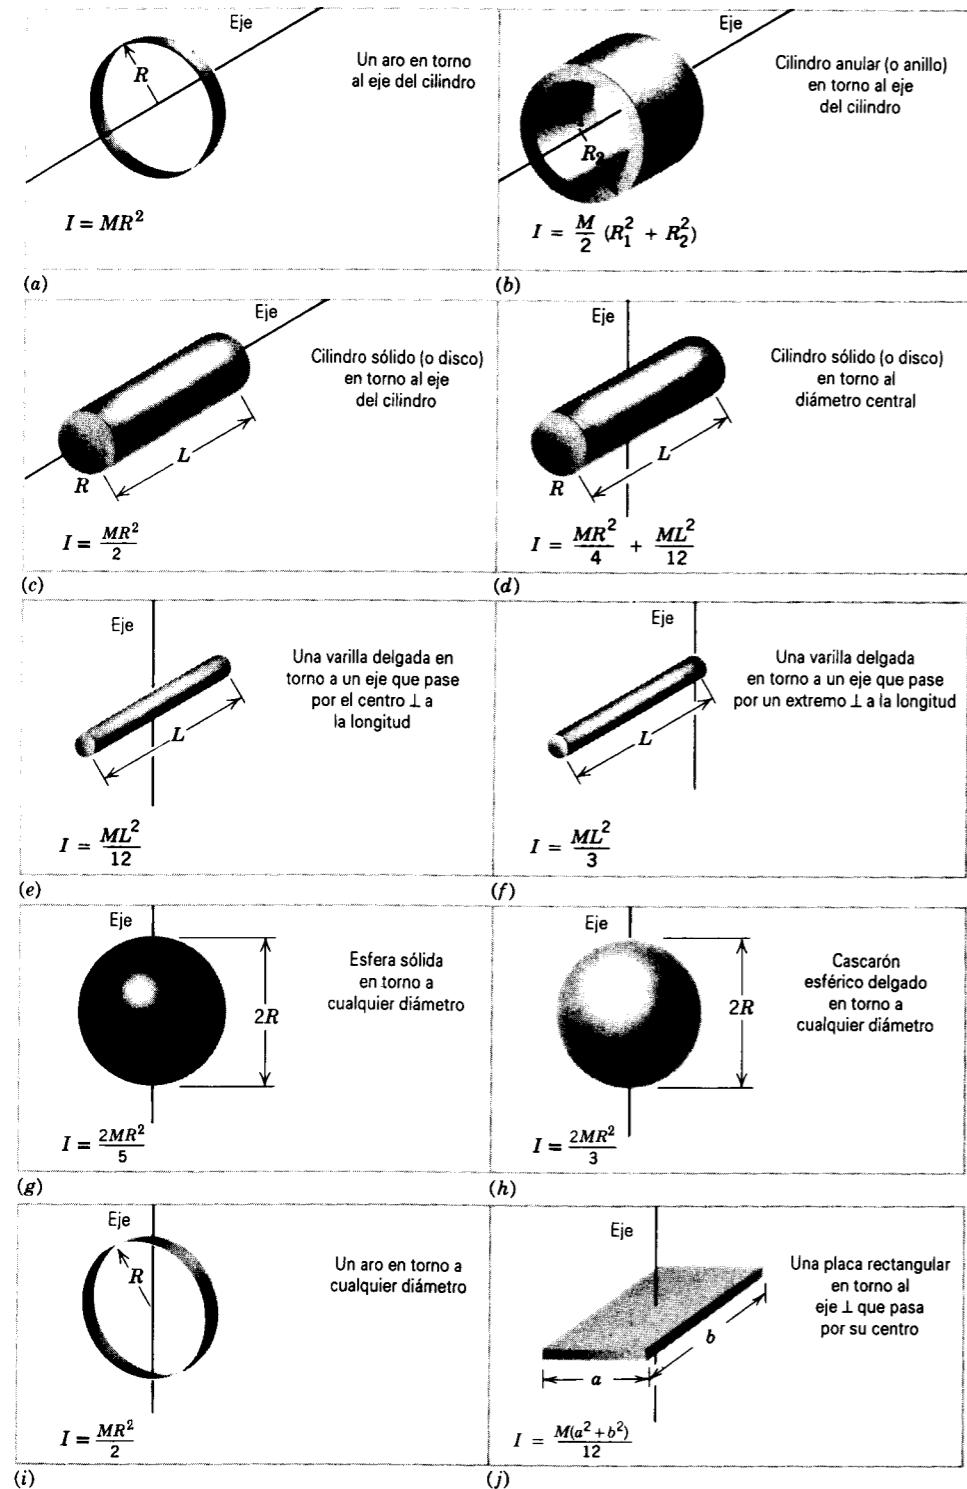 Eje
R
Un aro en torno
al eje del cilindro
I = MR²
(a)
Eje
R₂
Cilindro anular (o anillo)
en torno al eje
del cilindro
I = M/2 (R₁² + R₂²)
(b)
Eje
Cilindro sólido (o disco)
en torno al eje
del cilindro
L
R
I = MR²/2
(c)
Eje
Cilindro sólido (o disco)
en torno al
diámetro central
L
R
I = MR²/4 + ML²/12
(d)
Eje
Una varilla delgada en
torno a un eje que pase
por el centro ⊥ a
la longitud
L
I = ML²/12
(e)
Eje
Una varilla delgada
en torno a un eje que pase
por un extremo ⊥ a la longitud
L
I = ML²/3
(f)
Eje
Esfera sólida
en torno a
cualquier diámetro
2R
I = 2MR²/5
(g)
Eje
Cascarón
esférico delgado
en torno a
cualquier diámetro
2R
I = 2MR²/3
(h)
Eje
R
Un aro en torno a
cualquier diámetro
I = MR²/2
(i)
Eje
Una placa rectangular
en torno al
eje ⊥ que pasa
por su centro
b
a
I = M(a² + b²)/12
(j)